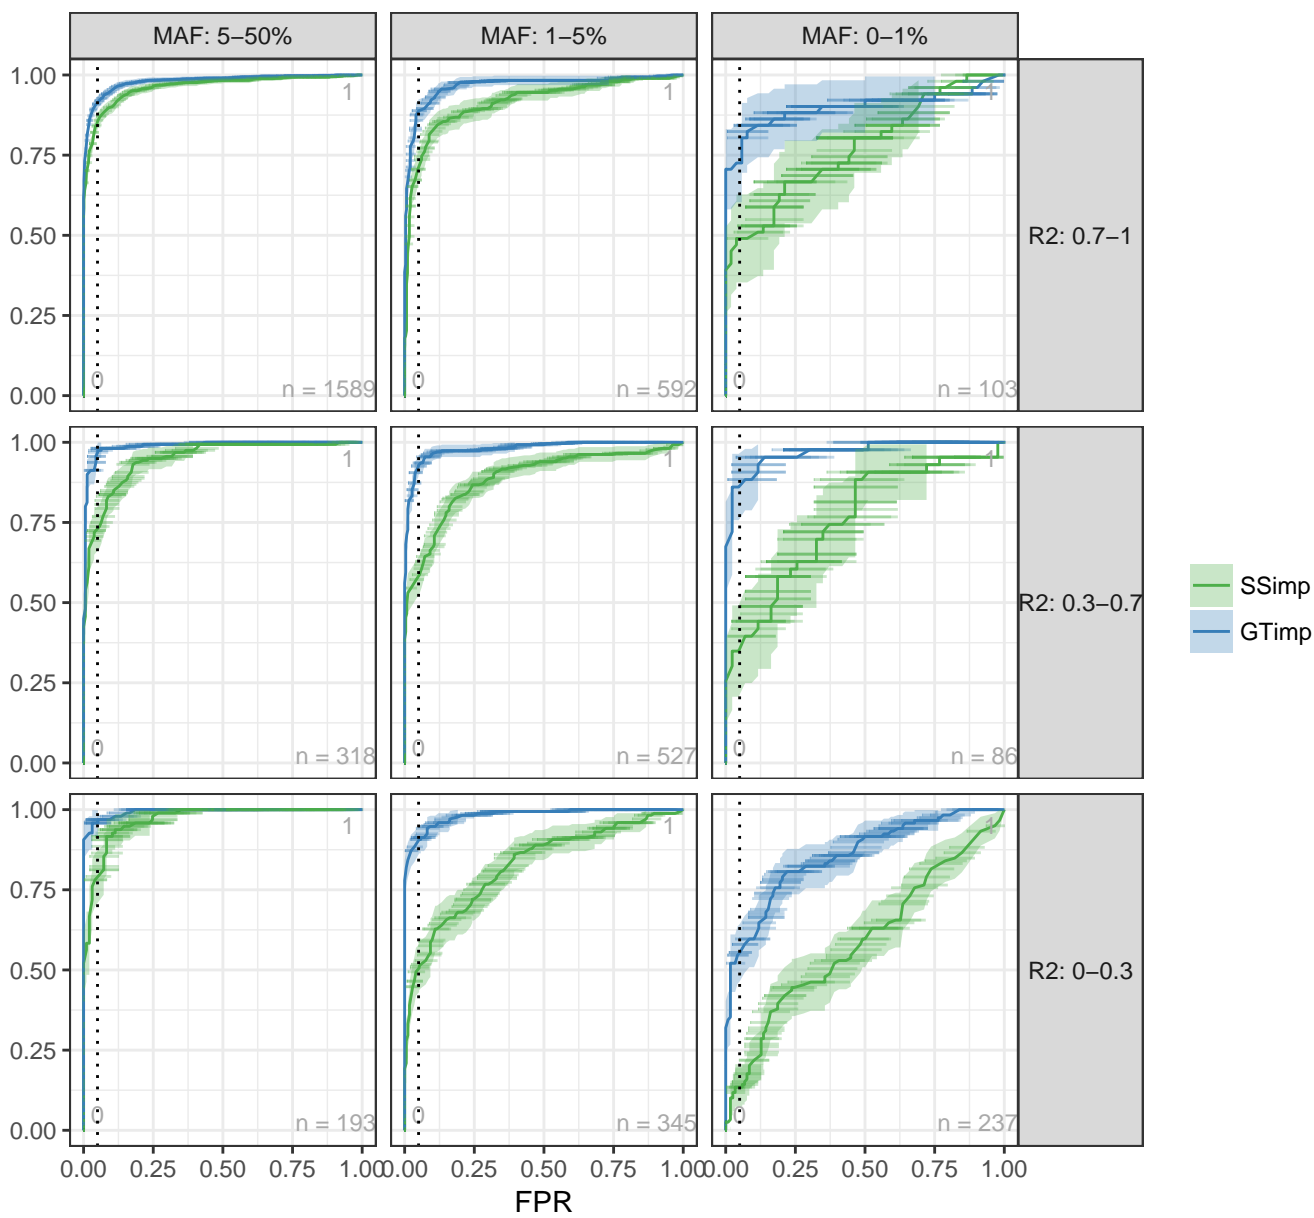 MAF: 5–50%
MAF: 1–5%
MAF: 0–1%
1.00
0.75
0.50
0.25
0.00
1
0
n = 1589
1
0
n = 592
1
0
n = 103
R2: 0.7–1
1.00
0.75
0.50
0.25
0.00
1
0
n = 318
1
0
n = 527
1
0
n = 86
R2: 0.3–0.7
SSimp
GTimp
1.00
0.75
0.50
0.25
0.00
1
0
n = 193
1
0
n = 345
1
0
n = 237
R2: 0–0.3
0.00 0.25 0.50 0.75 1.00
0.00 0.25 0.50 0.75 1.00
0.00 0.25 0.50 0.75 1.00
FPR